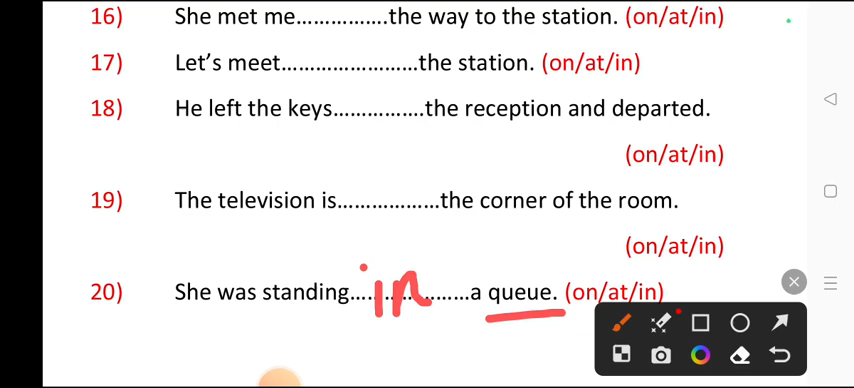 16) She met me................the way to the station. (on/at/in)
17) Let's meet........................the station. (on/at/in)
18) He left the keys................the reception and departed.
(on/at/in)
19) The television is..................the corner of the room.
(on/at/in)
20) She was standing.....in.....a queue. (on/at/in)